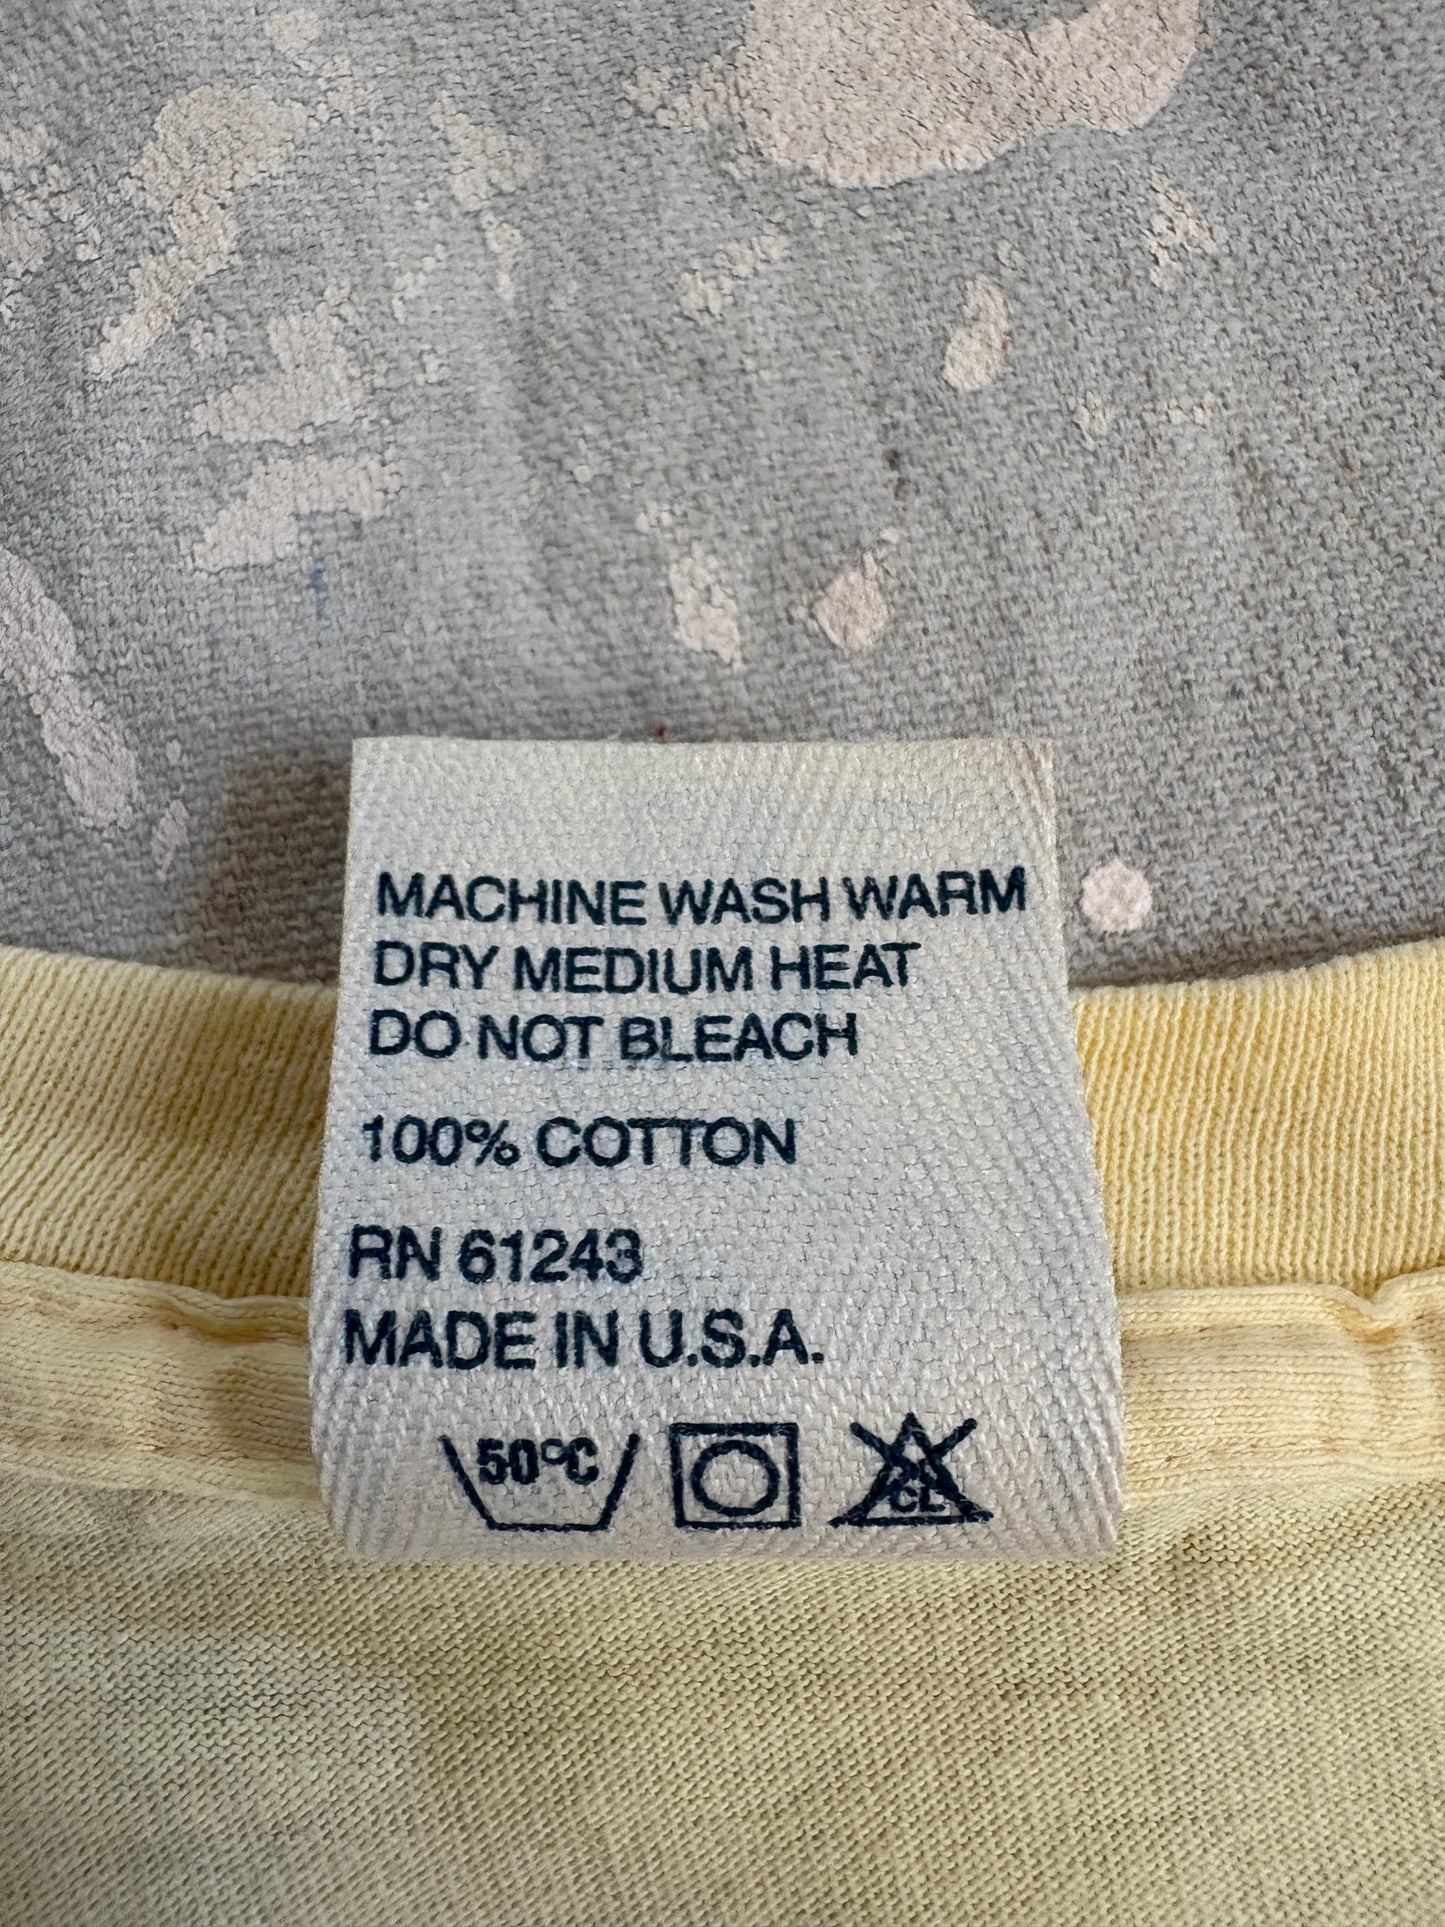 MACHINE WASH WARM
DRY MEDIUM HEAT
DO NOT BLEACH
100% COTTON
RN 61243
MADE IN U.S.A.
50°C
CL